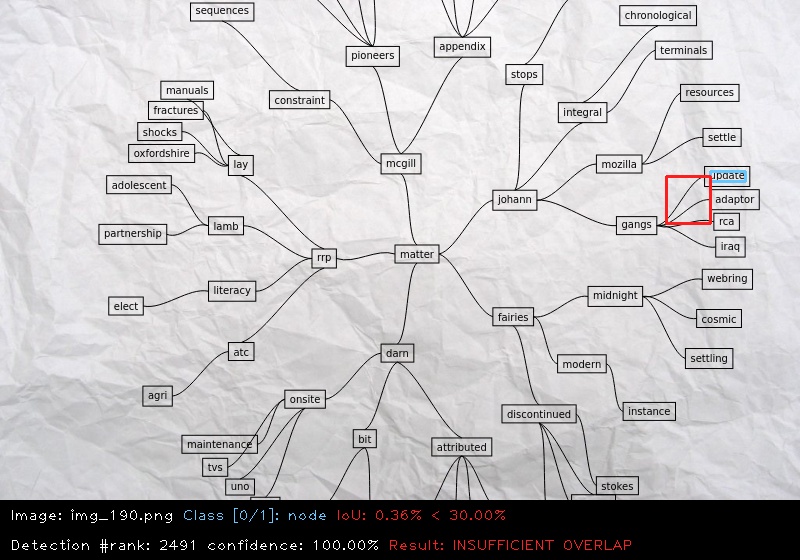 sequences
chronological
appendix
pioneers
terminals
stops
manuals
constraint
resources
fractures
integral
shocks
settle
oxfordshire
lay
mcgill
mozilla
update
adolescent
johann
adaptor
lamb
gangs
rca
partnership
iraq
rrp
matter
webring
literacy
midnight
elect
fairies
cosmic
atc
darn
settling
modern
agri
onsite
discontinued
instance
maintenance
bit
attributed
tvs
uno
stokes
Image: img_190.png Class [0/1]: node IoU: 0.36% < 30.00%
Detection #rank: 2491 confidence: 100.00% Result: INSUFFICIENT OVERLAP